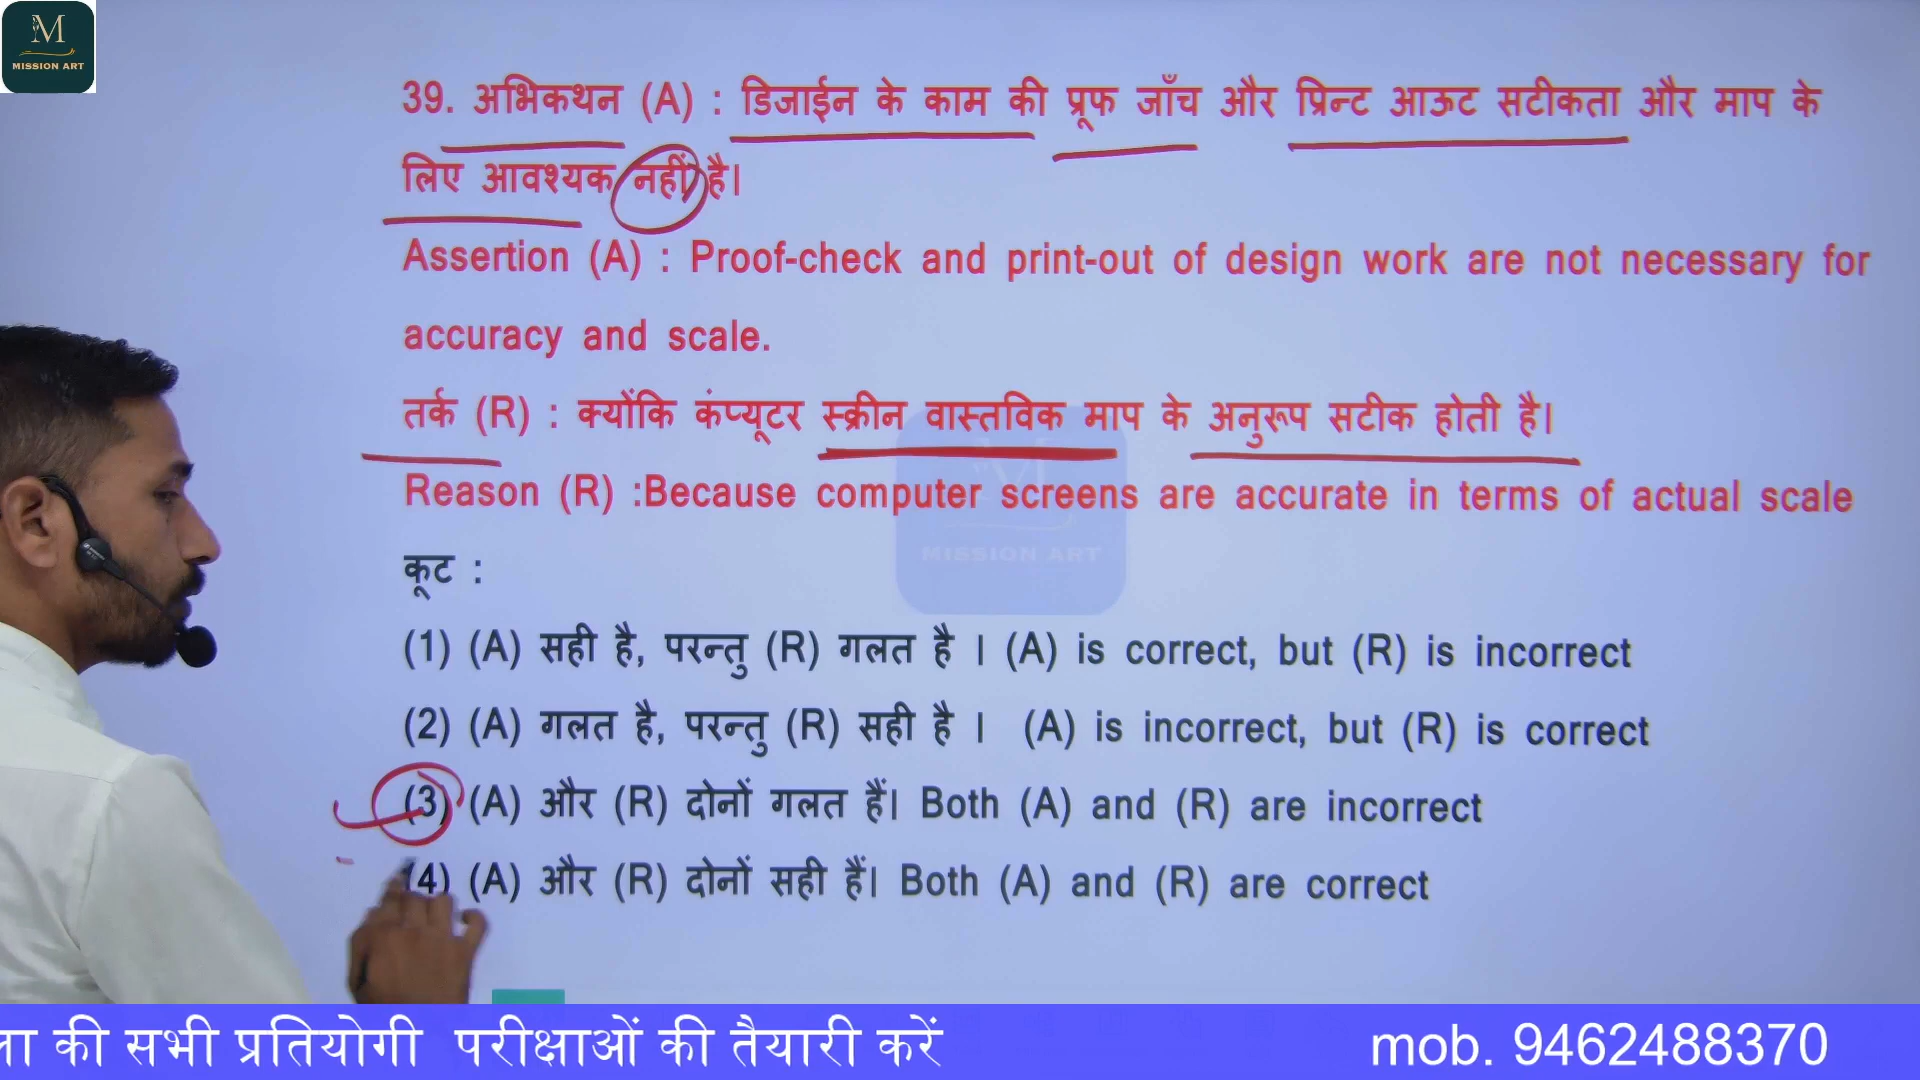 M
MISSION ART
39. अभिकथन (A) : डिजाईन के काम की प्रूफ जाँच और प्रिन्ट आऊट सटीकता और माप के
लिए आवश्यक नहीं है।
Assertion (A) : Proof-check and print-out of design work are not necessary for
accuracy and scale.
तर्क (R) : क्योंकि कंप्यूटर स्क्रीन वास्तविक माप के अनुरूप सटीक होती है।
Reason (R) :Because computer screens are accurate in terms of actual scale
MISSION ART
कूट :
(1) (A) सही है, परन्तु (R) गलत है । (A) is correct, but (R) is incorrect
(2) (A) गलत है, परन्तु (R) सही है । (A) is incorrect, but (R) is correct
(3) (A) और (R) दोनों गलत हैं। Both (A) and (R) are incorrect
(4) (A) और (R) दोनों सही हैं। Both (A) and (R) are correct
की सभी प्रतियोगी परीक्षाओं की तैयारी करें mob. 9462488370